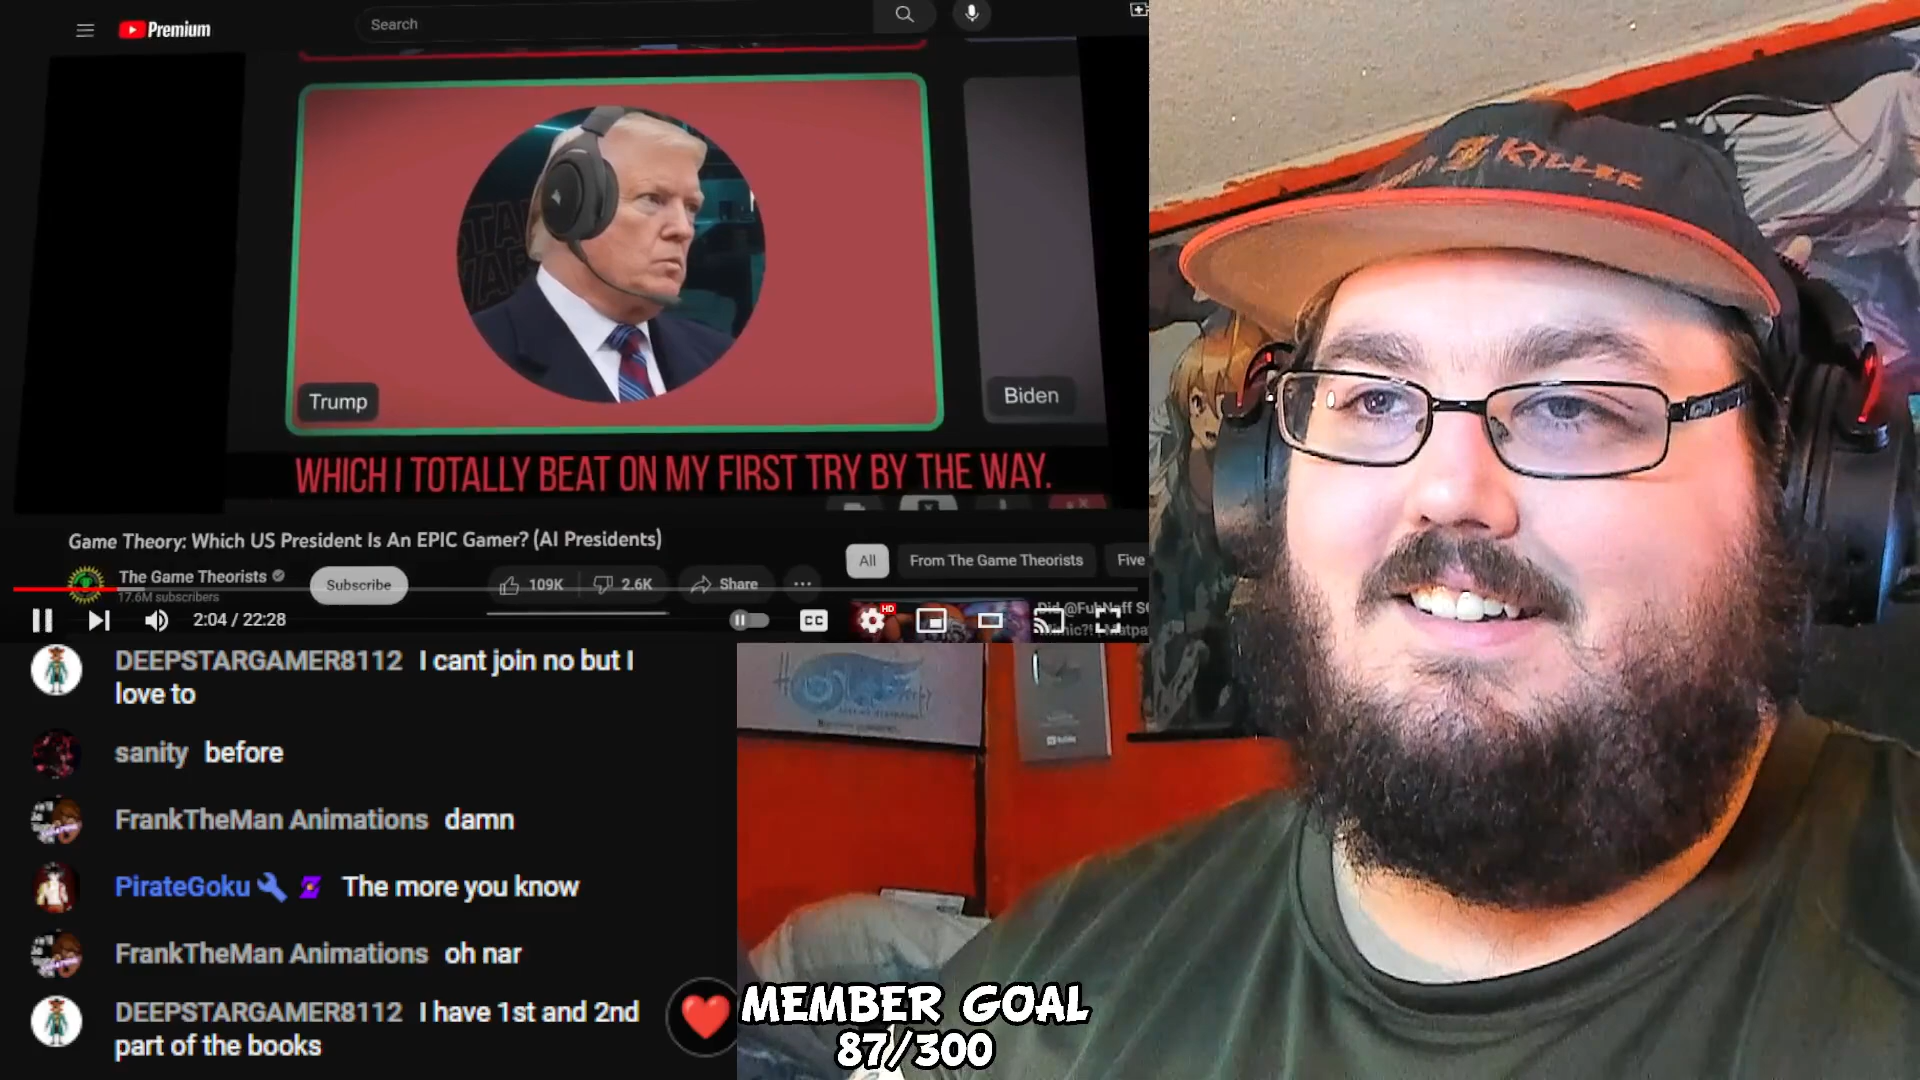 Premium
Search
Trump
Biden
WHICH I TOTALLY BEAT ON MY FIRST TRY BY THE WAY.
Game Theory: Which US President Is An EPIC Gamer? (AI Presidents)
The Game Theorists
17.6M subscribers
Subscribe
109K
2.6K
Share
All
From The Game Theorists
Five
2:04 / 22:28
CC
HD
DEEPSTARGAMER8112 I cant join no but I
love to
sanity before
FrankTheMan Animations damn
PirateGoku The more you know
FrankTheMan Animations oh nar
DEEPSTARGAMER8112 I have 1st and 2nd
part of the books
MEMBER GOAL
87/300
KILLER